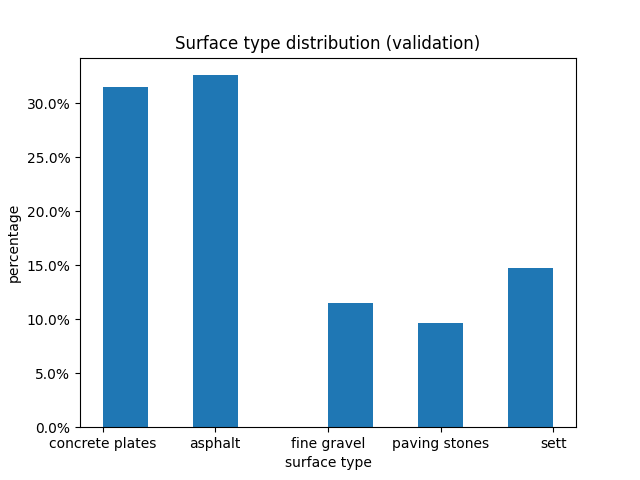 Surface type distribution (validation)
30.0%
25.0%
20.0%
15.0%
10.0%
5.0%
0.0%
percentage
concrete plates asphalt fine gravel paving stones sett
surface type